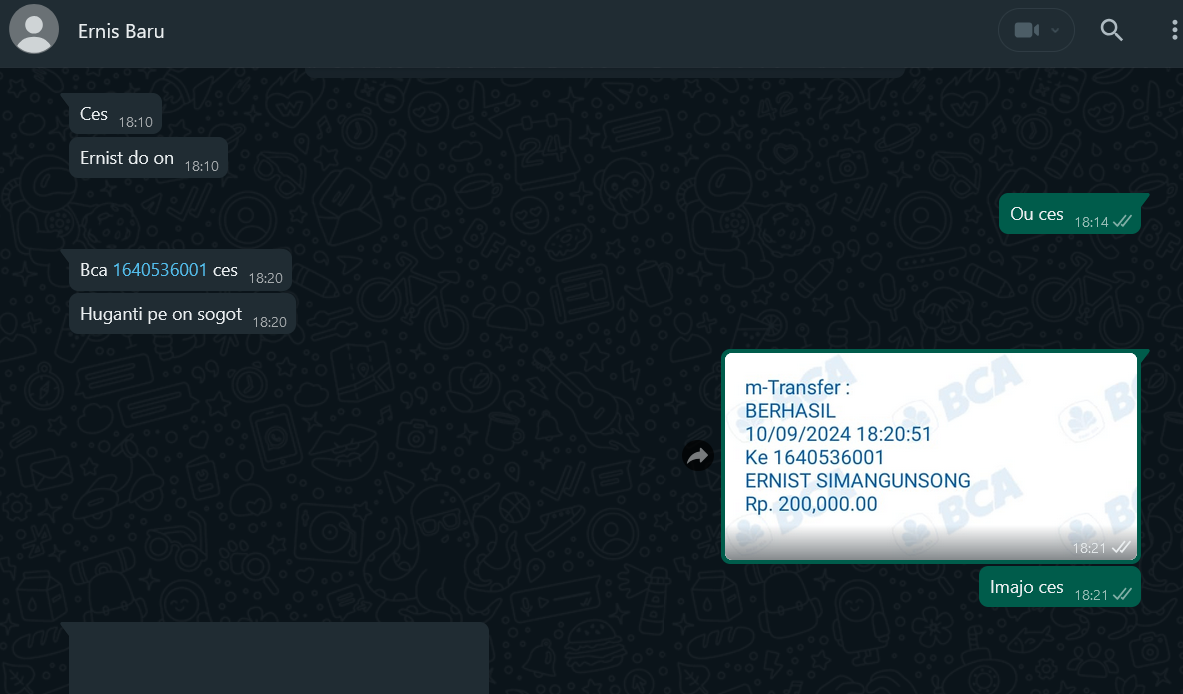 Ernis Baru
Ces 18:10
Ernist do on 18:10
Ou ces 18:14
Bca 1640536001 ces 18:20
Huganti pe on sogot 18:20
m-Transfer :
BERHASIL
10/09/2024 18:20:51
Ke 1640536001
ERNIST SIMANGUNSONG
Rp. 200,000.00
BCA
BCA
BCA
BCA
18:21
Imajo ces 18:21